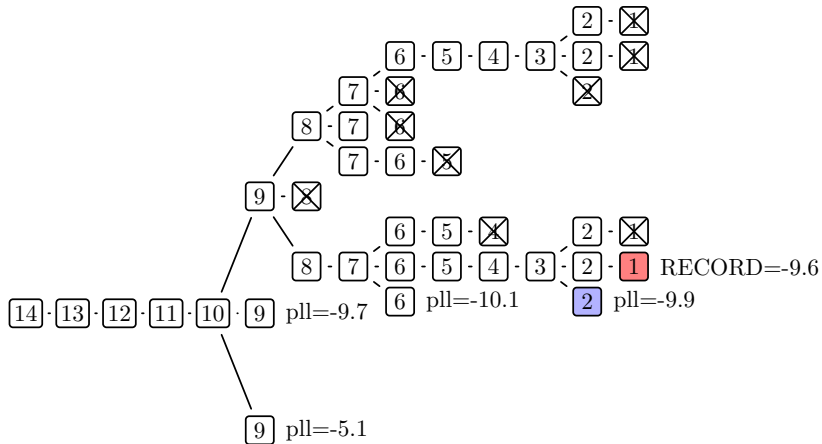 2 1
6 5 4 3 2 1
7 6 2
8 7 6
7 6 5
9 8
6 5 4 2 1
8 7 6 5 4 3 2 1 RECORD=-9.6
6 pll=-10.1 2 pll=-9.9
14 13 12 11 10 9 pll=-9.7
9 pll=-5.1